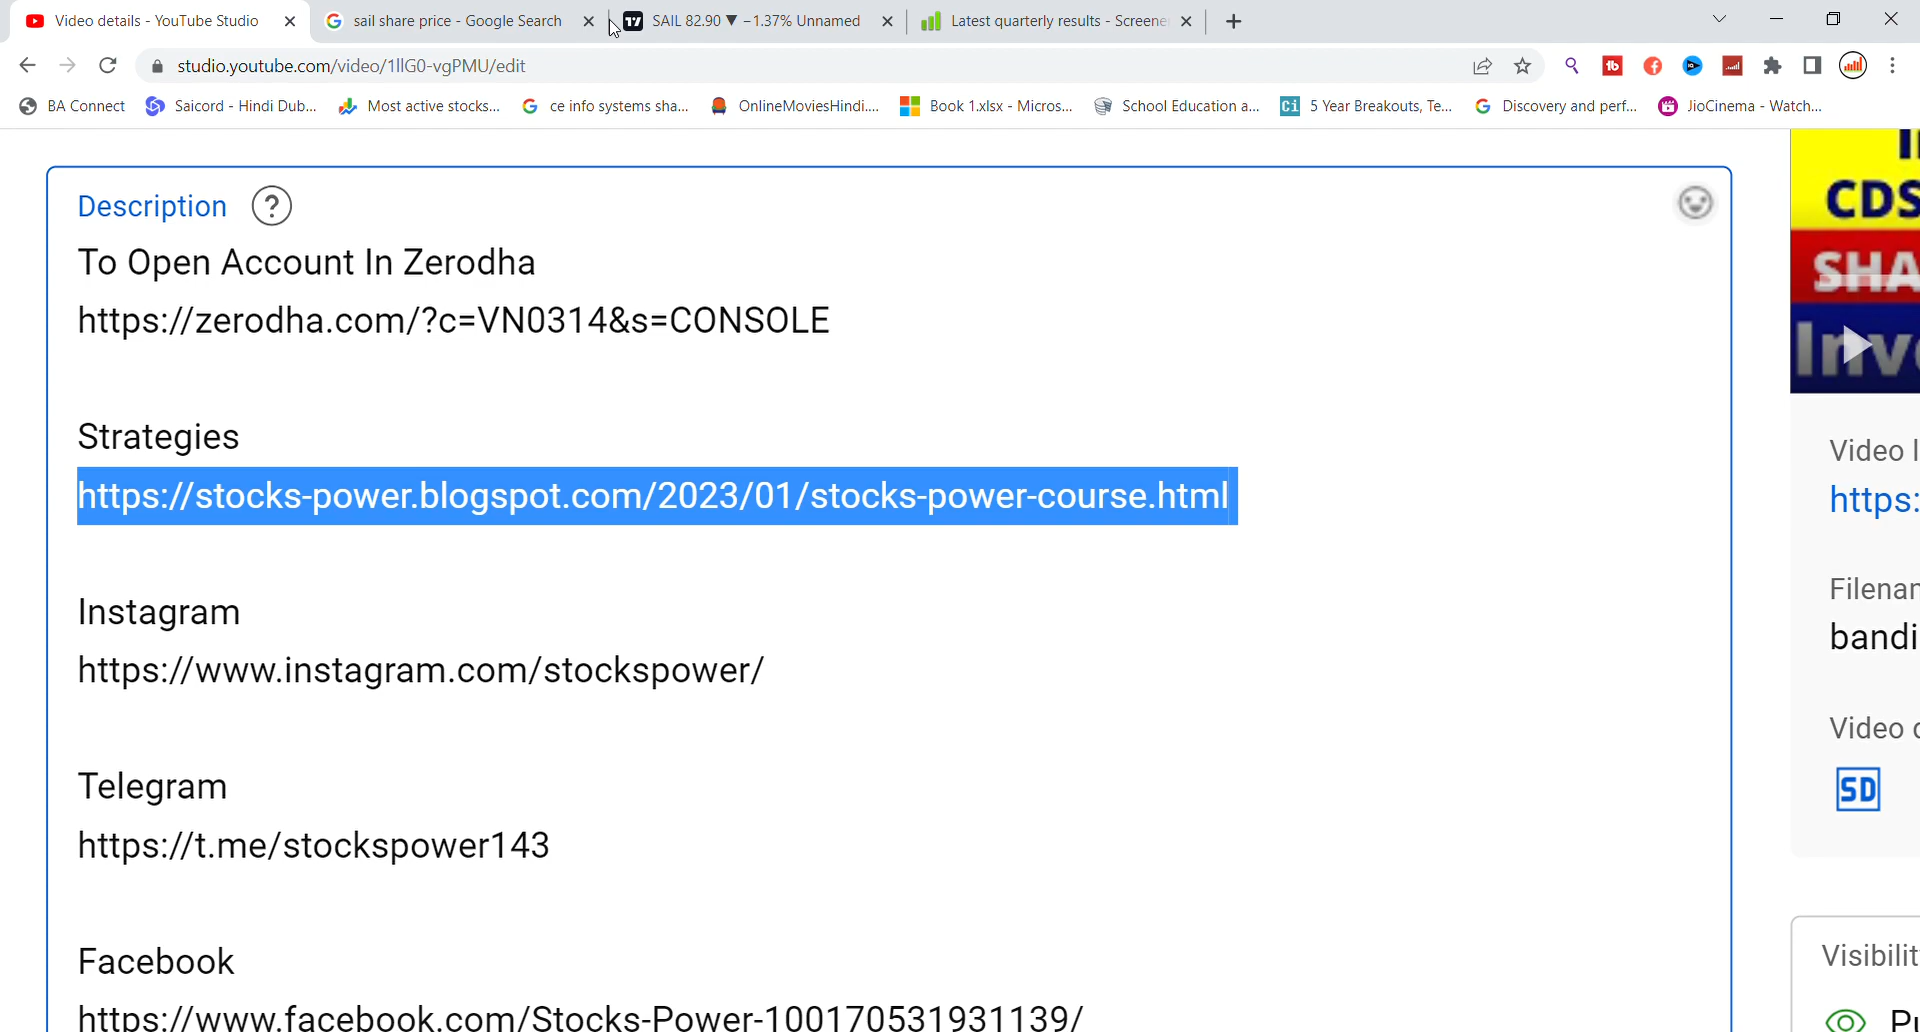 Video details - YouTube Studio
sail share price - Google Search
SAIL 82.90 ▼ −1.37% Unnamed
Latest quarterly results - Screene
studio.youtube.com/video/1llG0-vgPMU/edit
BA Connect
Saicord - Hindi Dub...
Most active stocks...
ce info systems sha...
OnlineMoviesHindi....
Book 1.xlsx - Micros...
School Education a...
5 Year Breakouts, Te...
Discovery and perf...
JioCinema - Watch...
Description ?
To Open Account In Zerodha
https://zerodha.com/?c=VN0314&s=CONSOLE
Strategies
https://stocks-power.blogspot.com/2023/01/stocks-power-course.html
Instagram
https://www.instagram.com/stockspower/
Telegram
https://t.me/stockspower143
Facebook
https://www.facebook.com/Stocks-Power-100170531931139/
CDS
SHA
Inv
Video l
https:
Filenam
bandi
Video
SD
Visibilit
Pu